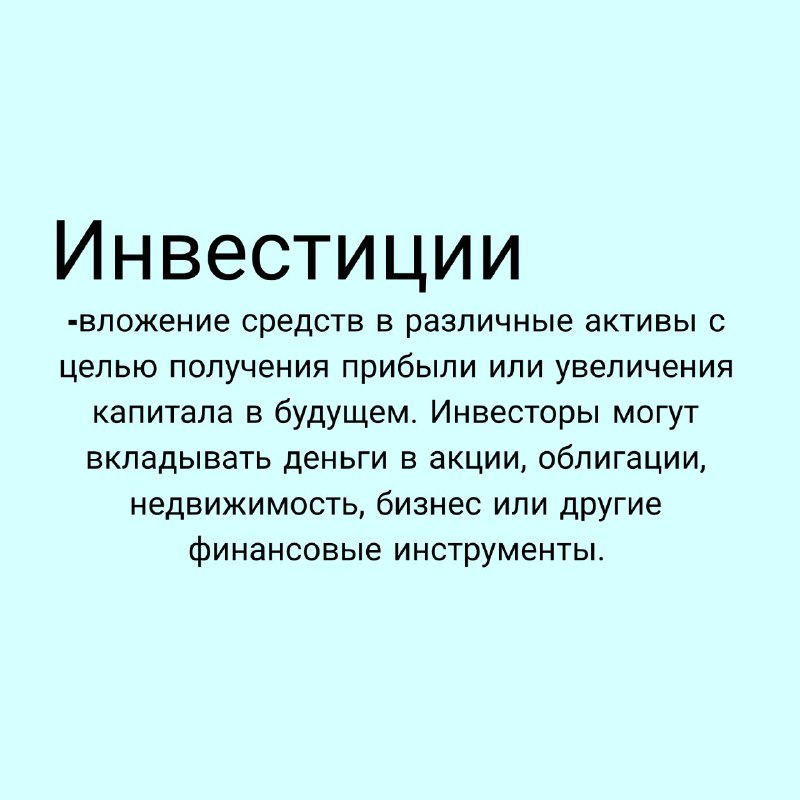 Инвестиции
-вложение средств в различные активы с
целью получения прибыли или увеличения
капитала в будущем. Инвесторы могут
вкладывать деньги в акции, облигации,
недвижимость, бизнес или другие
финансовые инструменты.